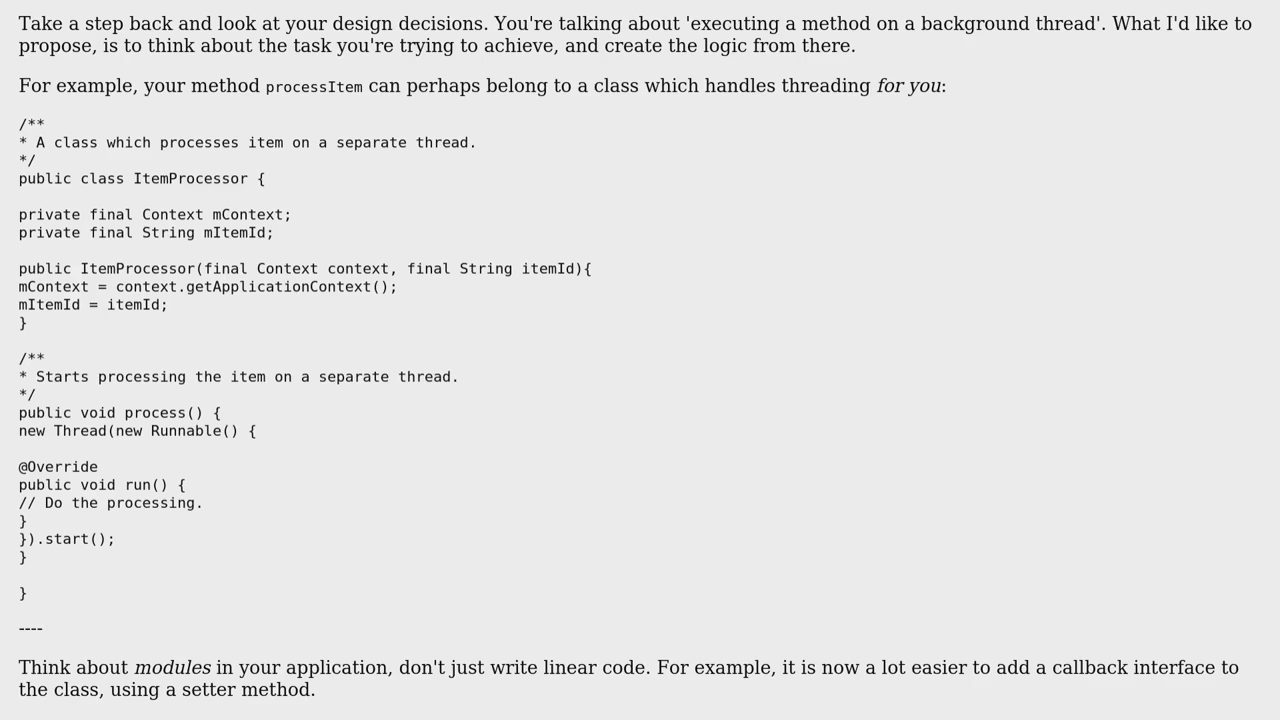 Take a step back and look at your design decisions. You're talking about 'executing a method on a background thread'. What I'd like to
propose, is to think about the task you're trying to achieve, and create the logic from there.
For example, your method processItem can perhaps belong to a class which handles threading for you:
/**
* A class which processes item on a separate thread.
*/
public class ItemProcessor {
private final Context mContext;
private final String mItemId;
public ItemProcessor(final Context context, final String itemId){
mContext = context.getApplicationContext();
mItemId = itemId;
}
/**
* Starts processing the item on a separate thread.
*/
public void process() {
new Thread(new Runnable() {
@Override
public void run() {
// Do the processing.
}
}).start();
}
}
----
Think about modules in your application, don't just write linear code. For example, it is now a lot easier to add a callback interface to
the class, using a setter method.